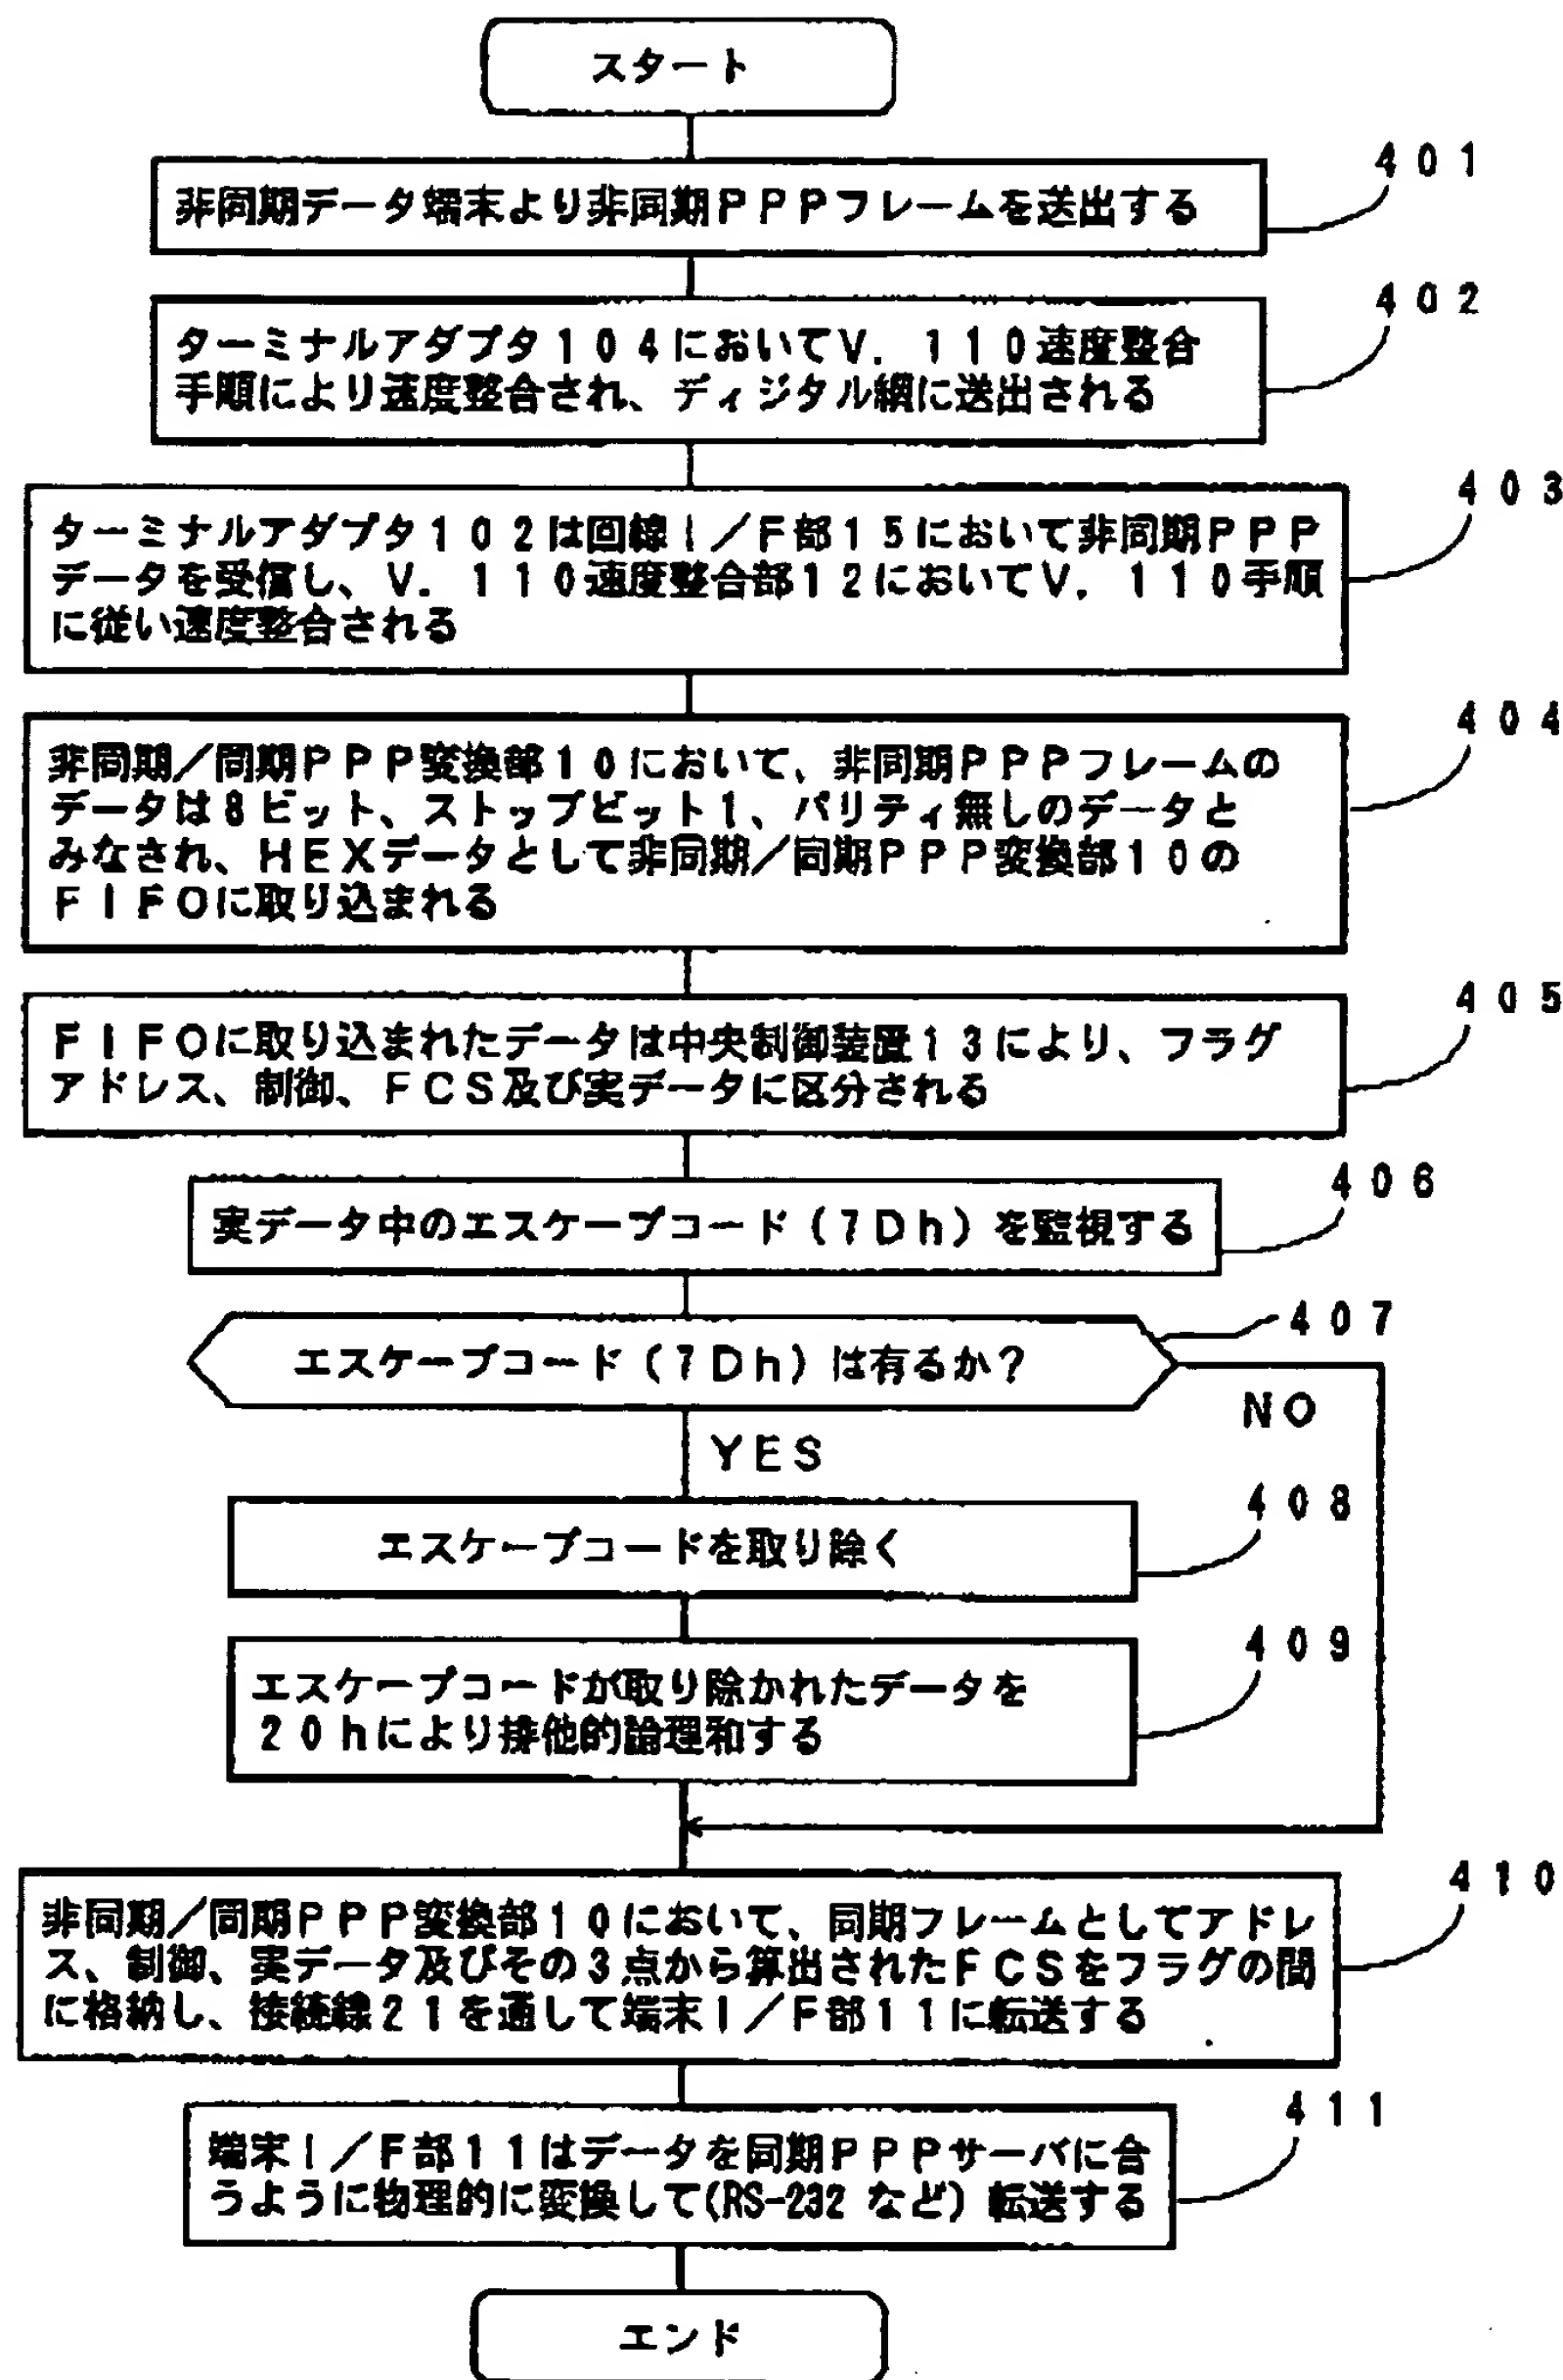 スタート
401
非同期データ端末より非同期PPPフレームを送出する
402
ターミナルアダプタ104においてV.110速度整合
手順により速度整合され、ディジタル網に送出される
403
ターミナルアダプタ102は回線I/F部15において非同期PPP
データを受信し、V.110速度整合部12においてV.110手順
に従い速度整合される
404
非同期/同期PPP変換部10において、非同期PPPフレームの
データは8ビット、ストップビット1、パリティ無しのデータと
みなされ、HEXデータとして非同期/同期PPP変換部10の
FIFOに取り込まれる
405
FIFOに取り込まれたデータは中央制御装置13により、フラグ
アドレス、制御、FCS及び実データに区分される
406
実データ中のエスケープコード(7Dh)を監視する
407
エスケープコード(7Dh)は有るか?
NO
YES
408
エスケープコードを取り除く
409
エスケープコードが取り除かれたデータを
20hにより排他的論理和する
410
非同期/同期PPP変換部10において、同期フレームとしてアドレ
ス、制御、実データ及びその3点から算出されたFCSをフラグの間
に格納し、接続線21を通して端末I/F部11に転送する
411
端末I/F部11はデータを同期PPPサーバに合
うように物理的に変換して(RS-232 など)転送する
エンド